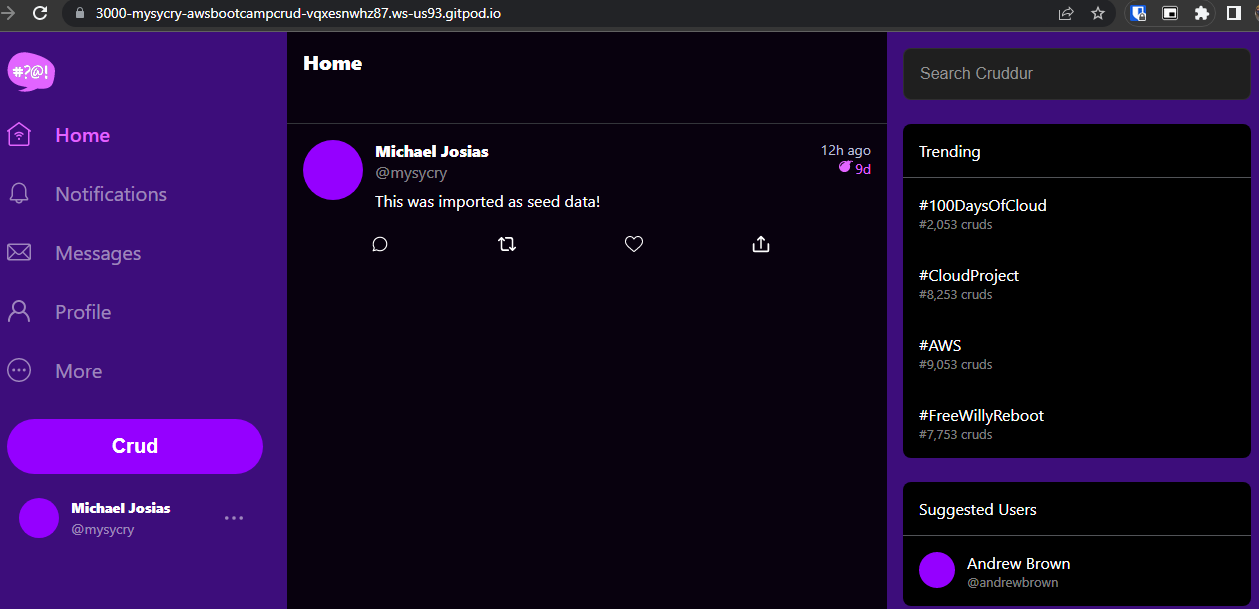 3000-mysycry-awsbootcampcrud-vqxesnwhz87.ws-us93.gitpod.io
#?@!
Home
Notifications
Messages
Profile
More
Crud
Michael Josias
@mysycry
Home
Michael Josias
12h ago
@mysycry
9d
This was imported as seed data!
Search Cruddur
Trending
#100DaysOfCloud
#2,053 cruds
#CloudProject
#8,253 cruds
#AWS
#9,053 cruds
#FreeWillyReboot
#7,753 cruds
Suggested Users
Andrew Brown
@andrewbrown